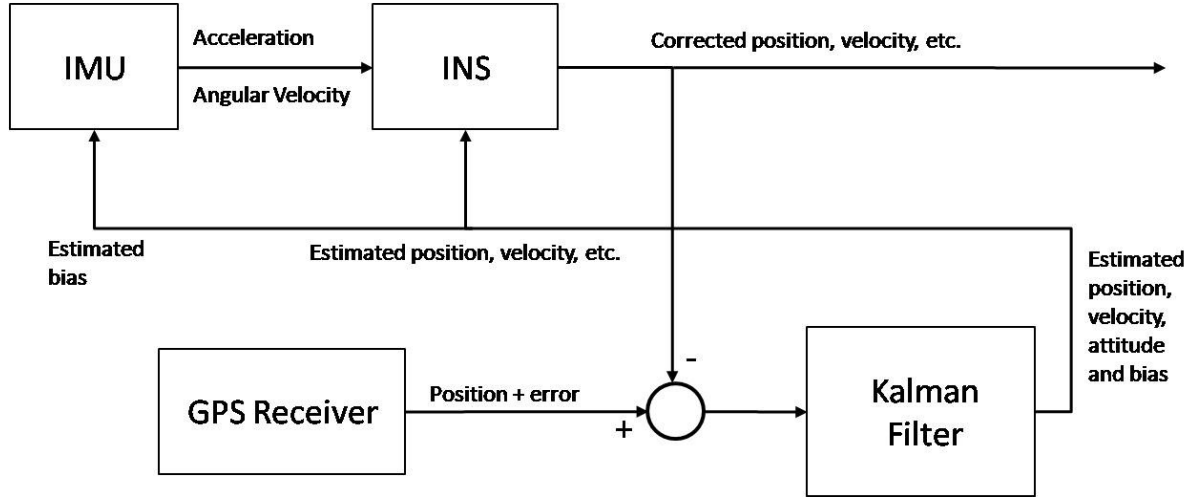 IMU
Acceleration
Angular Velocity
INS
Corrected position, velocity, etc.
Estimated
bias
Estimated position, velocity, etc.
Estimated
position,
velocity,
attitude
and bias
GPS Receiver
Position + error
-
+
Kalman
Filter